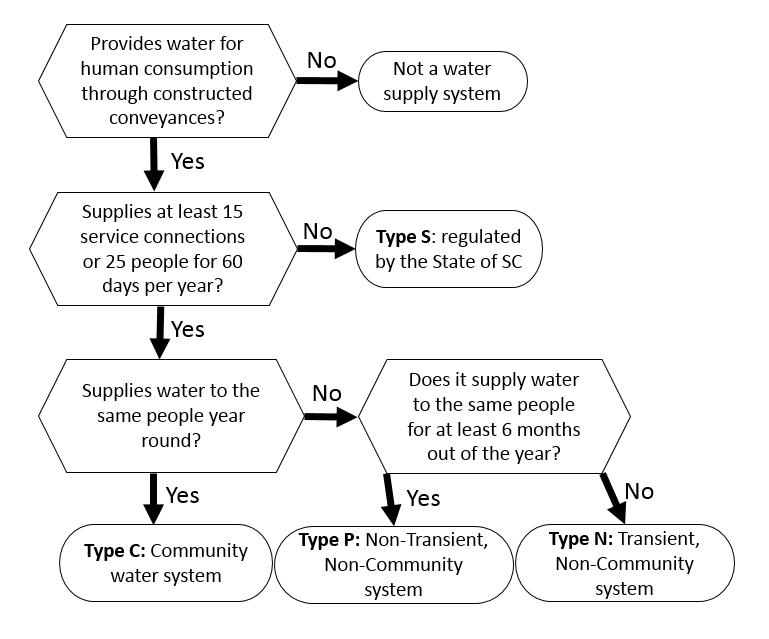 Provides water for
human consumption
through constructed
conveyances?
No
Not a water
supply system
Yes
Supplies at least 15
service connections
or 25 people for 60
days per year?
No
Type S: regulated
by the State of SC
Yes
Supplies water to the
same people year
round?
No
Does it supply water
to the same people
for at least 6 months
out of the year?
Yes
Yes
No
Type C: Community
water system
Type P: Non-Transient,
Non-Community
system
Type N: Transient,
Non-Community
system